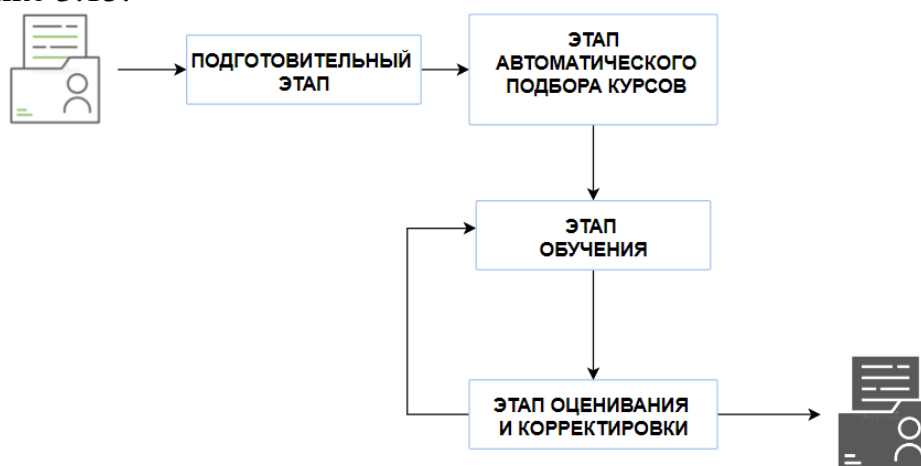 ПОДГОТОВИТЕЛЬНЫЙ
ЭТАП
ЭТАП
АВТОМАТИЧЕСКОГО
ПОДБОРА КУРСОВ
ЭТАП
ОБУЧЕНИЯ
ЭТАП ОЦЕНИВАНИЯ
И КОРРЕКТИРОВКИ